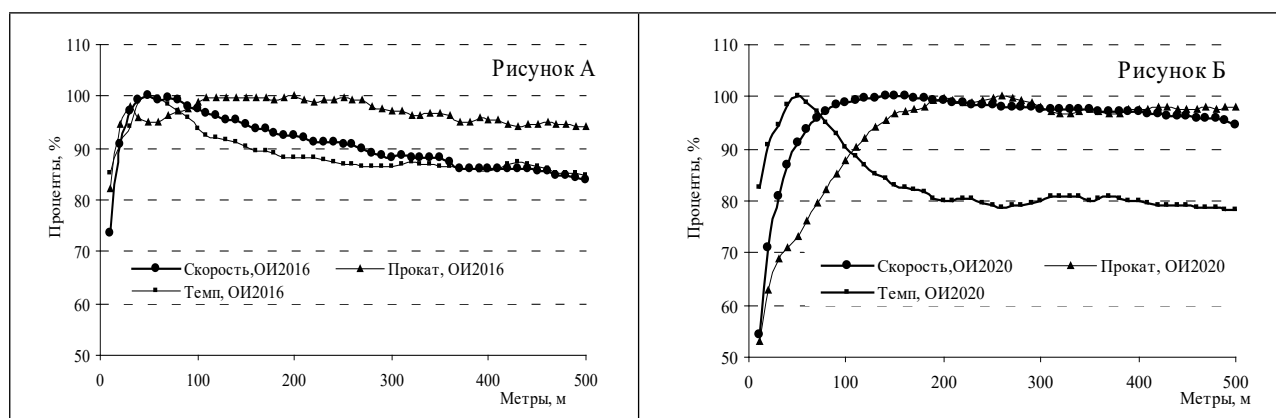 Рисунок А
Проценты, %
110
100
90
80
70
60
50
Скорость,ОИ2016
Прокат, ОИ2016
Темп, ОИ2016
0 100 200 300 400 500
Метры, м
Рисунок Б
Проценты, %
110
100
90
80
70
60
50
Скорость,ОИ2020
Прокат, ОИ2020
Темп, ОИ2020
0 100 200 300 400 500
Метры, м